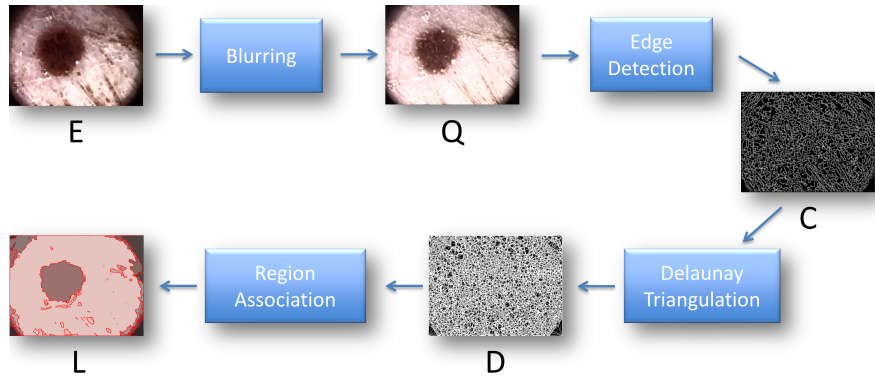 Blurring
Edge
Detection
E
Q
C
Region
Association
Delaunay
Triangulation
L
D